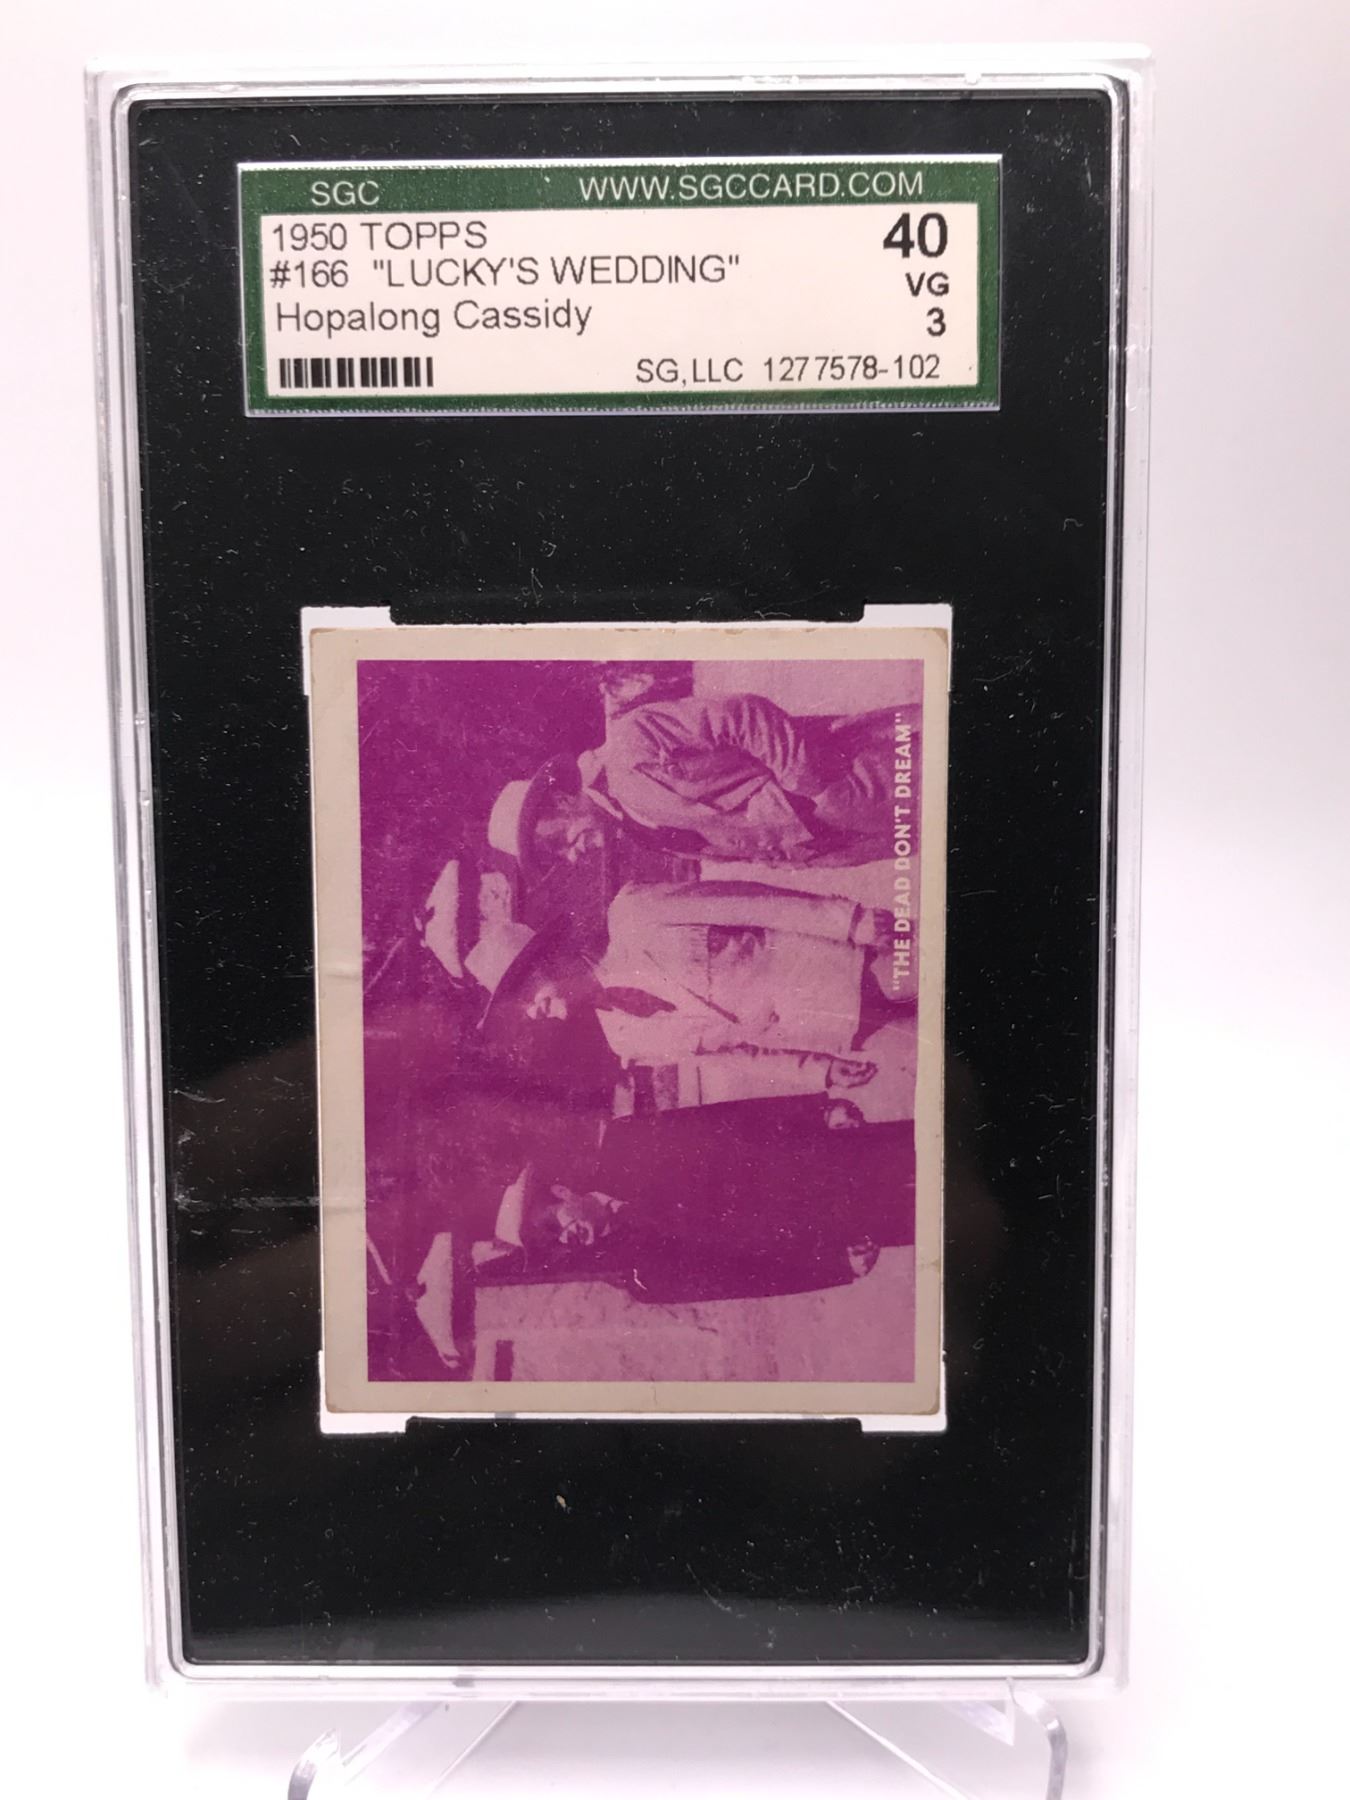 SGC WWW.SGCCARD.COM
1950 TOPPS 40
#166 "LUCKY'S WEDDING" VG
Hopalong Cassidy 3
SG,LLC 1277578-102
"THE DEAD DON'T DREAM"